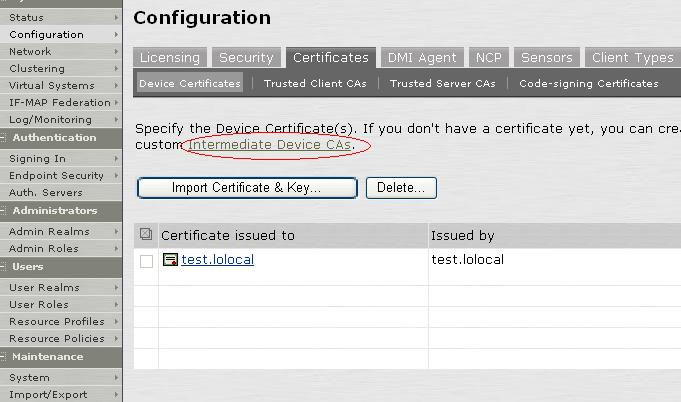 Status
Configuration
Network
Clustering
Virtual Systems
IF-MAP Federation
Log/Monitoring
Authentication
Signing In
Endpoint Security
Auth. Servers
Administrators
Admin Realms
Admin Roles
Users
User Realms
User Roles
Resource Profiles
Resource Policies
Maintenance
System
Import/Export
Configuration
Licensing Security Certificates DMI Agent NCP Sensors Client Types
Device Certificates Trusted Client CAs Trusted Server CAs Code-signing Certificates
Specify the Device Certificate(s). If you don't have a certificate yet, you can cre
custom Intermediate Device CAs.
Import Certificate & Key... Delete...
Certificate issued to Issued by
test.lolocal test.lolocal